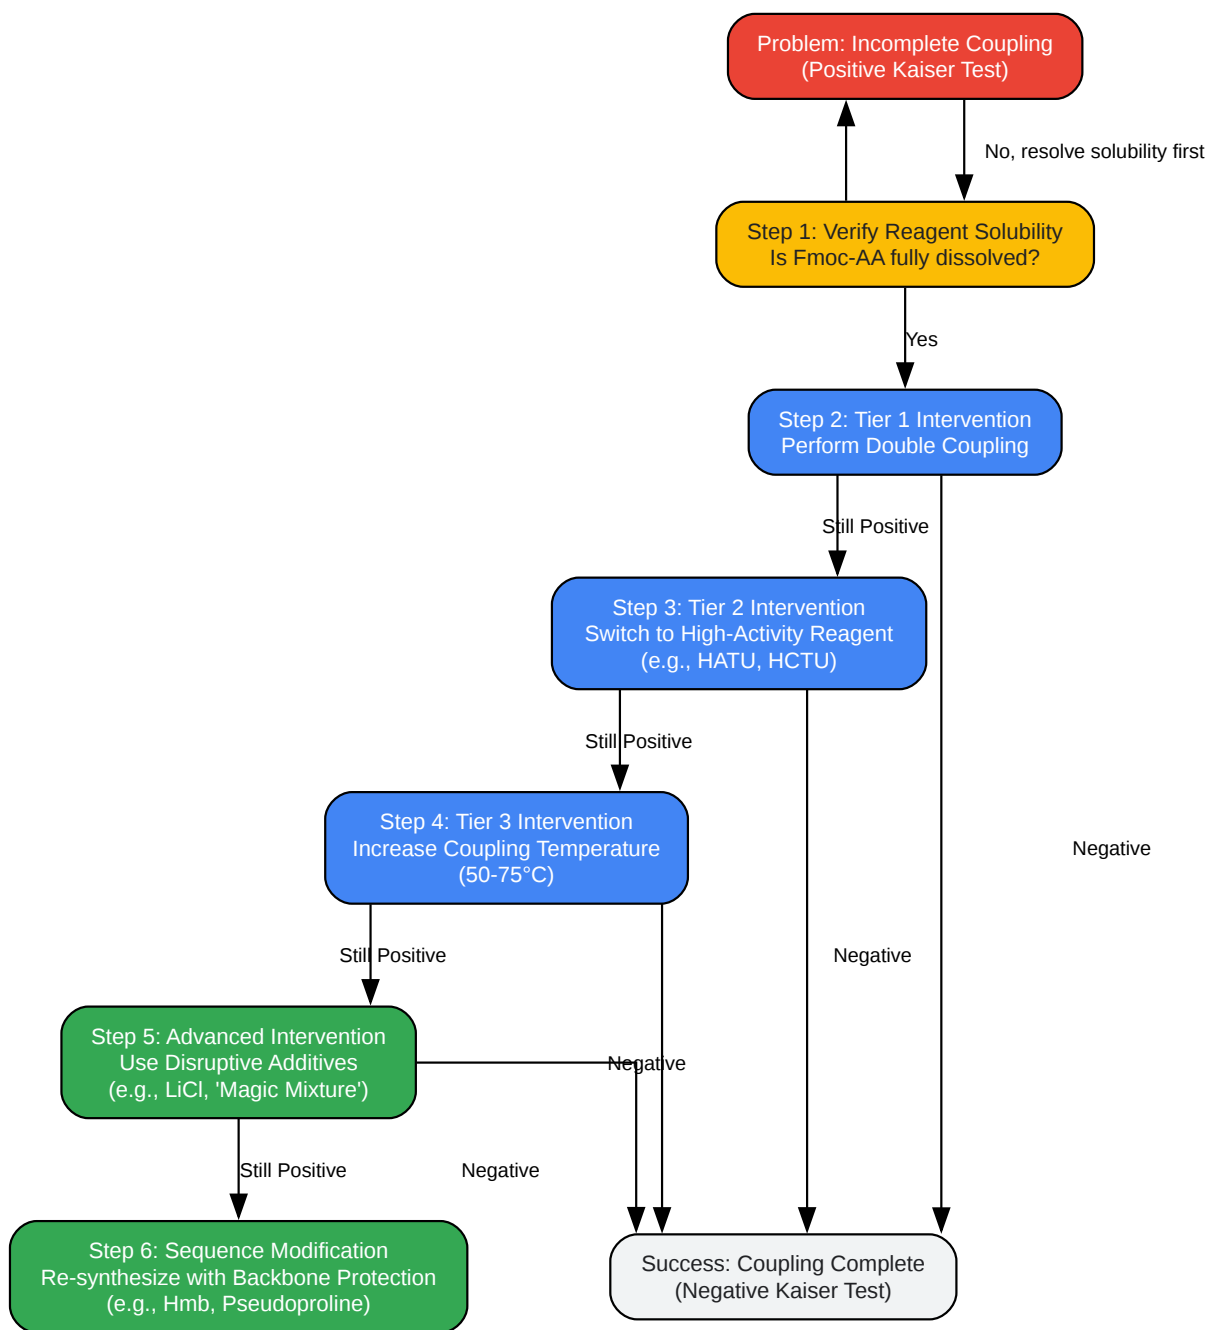 Problem: Incomplete Coupling
(Positive Kaiser Test)
No, resolve solubility first
Step 1: Verify Reagent Solubility
Is Fmoc-AA fully dissolved?
Yes
Step 2: Tier 1 Intervention
Perform Double Coupling
Still Positive
Step 3: Tier 2 Intervention
Switch to High-Activity Reagent
(e.g., HATU, HCTU)
Still Positive
Step 4: Tier 3 Intervention
Increase Coupling Temperature
(50-75°C)
Negative
Still Positive
Negative
Step 5: Advanced Intervention
Use Disruptive Additives
(e.g., LiCl, 'Magic Mixture')
Negative
Still Positive
Negative
Step 6: Sequence Modification
Re-synthesize with Backbone Protection
(e.g., Hmb, Pseudoproline)
Success: Coupling Complete
(Negative Kaiser Test)